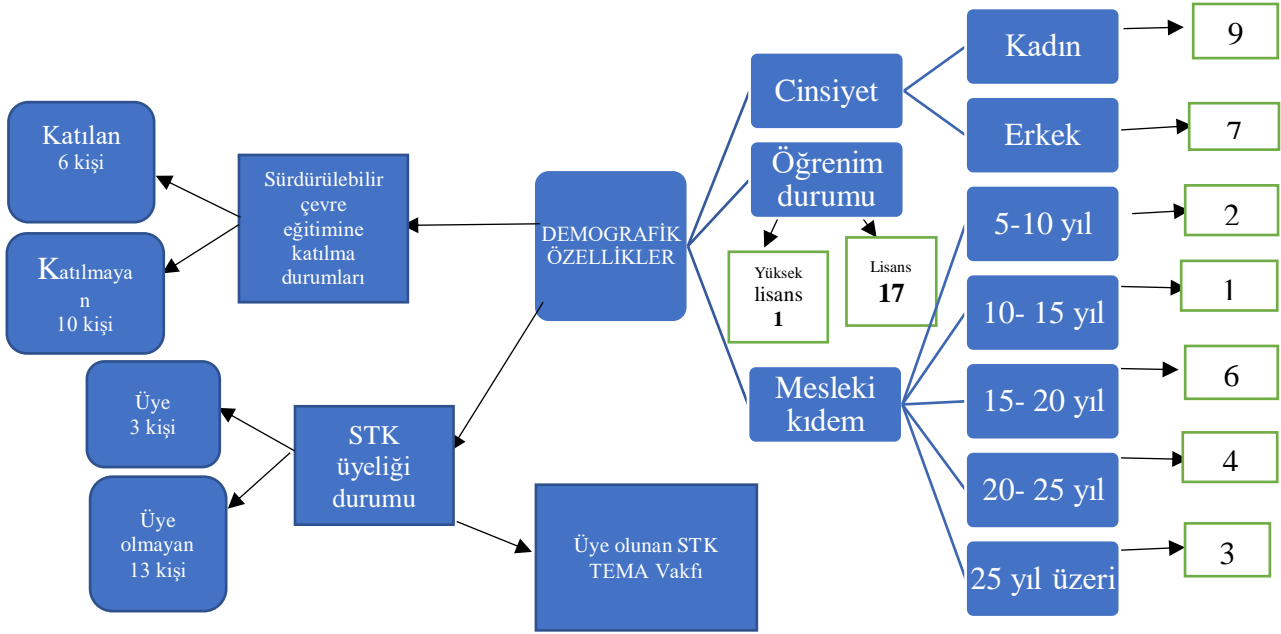 DEMOGRAFİK
ÖZELLİKLER
Cinsiyet
Kadın
9
Erkek
7
Öğrenim
durumu
Yüksek
lisans
1
Lisans
17
Mesleki
kıdem
5-10 yıl
2
10- 15 yıl
1
15- 20 yıl
6
20- 25 yıl
4
25 yıl üzeri
3
Sürdürülebilir
çevre
eğitimine
katılma
durumları
Katılan
6 kişi
Katılmaya
n
10 kişi
STK
üyeliği
durumu
Üye
3 kişi
Üye
olmayan
13 kişi
Üye olunan STK
TEMA Vakfı